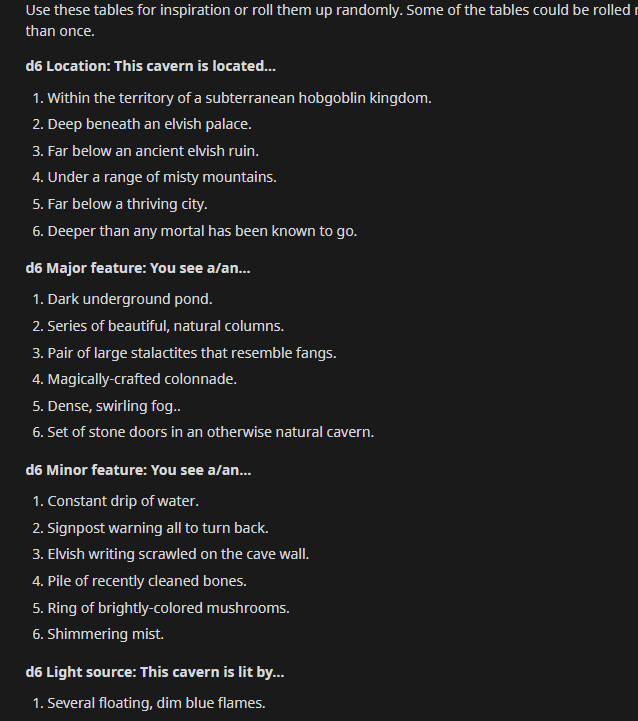 Use these tables for inspiration or roll them up randomly. Some of the tables could be rolled
than once.
d6 Location: This cavern is located...
1. Within the territory of a subterranean hobgoblin kingdom.
2. Deep beneath an elvish palace.
3. Far below an ancient elvish ruin.
4. Under a range of misty mountains.
5. Far below a thriving city.
6. Deeper than any mortal has been known to go.
d6 Major feature: You see a/an...
1. Dark underground pond.
2. Series of beautiful, natural columns.
3. Pair of large stalactites that resemble fangs.
4. Magically-crafted colonnade.
5. Dense, swirling fog..
6. Set of stone doors in an otherwise natural cavern.
d6 Minor feature: You see a/an...
1. Constant drip of water.
2. Signpost warning all to turn back.
3. Elvish writing scrawled on the cave wall.
4. Pile of recently cleaned bones.
5. Ring of brightly-colored mushrooms.
6. Shimmering mist.
d6 Light source: This cavern is lit by...
1. Several floating, dim blue flames.